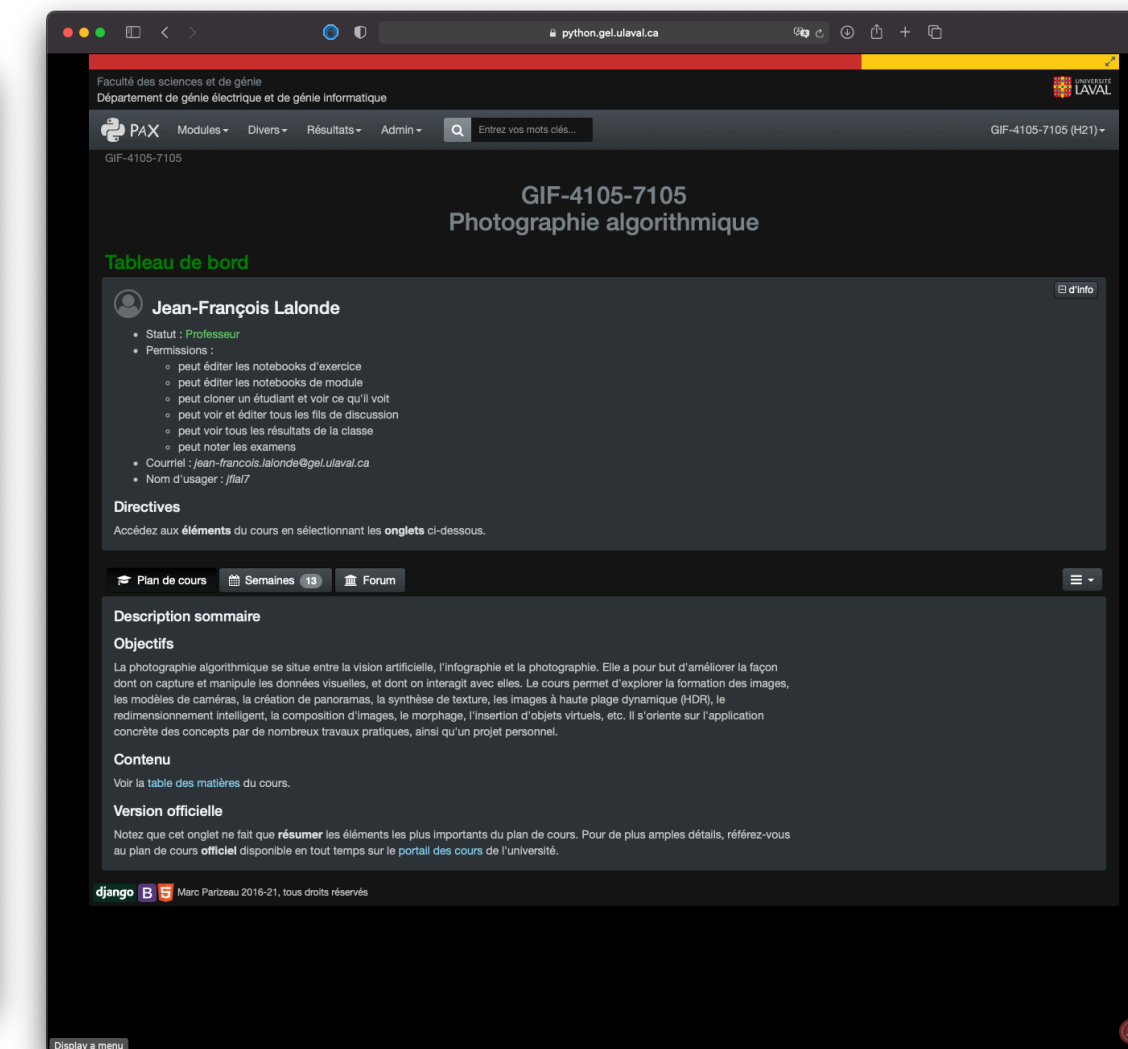 python.gel.ulaval.ca
Faculté des sciences et de génie
Département de génie électrique et de génie informatique
UNIVERSITÉ
LAVAL
PAX Modules Divers Résultats Admin Entrez vos mots clés... GIF-4105-7105 (H21)
GIF-4105-7105
GIF-4105-7105
Photographie algorithmique
Tableau de bord
Jean-François Lalonde
d'info
Statut : Professeur
Permissions :
peut éditer les notebooks d'exercice
peut éditer les notebooks de module
peut cloner un étudiant et voir ce qu'il voit
peut voir et éditer tous les fils de discussion
peut voir tous les résultats de la classe
peut noter les examens
Courriel : jean-francois.lalonde@gel.ulaval.ca
Nom d'usager : jflal7
Directives
Accédez aux éléments du cours en sélectionnant les onglets ci-dessous.
Plan de cours Semaines 13 Forum
Description sommaire
Objectifs
La photographie algorithmique se situe entre la vision artificielle, l'infographie et la photographie. Elle a pour but d'améliorer la façon
dont on capture et manipule les données visuelles, et dont on interagit avec elles. Le cours permet d'explorer la formation des images,
les modèles de caméras, la création de panoramas, la synthèse de texture, les images à haute plage dynamique (HDR), le
redimensionnement intelligent, la composition d'images, le morphage, l'insertion d'objets virtuels, etc. Il s'oriente sur l'application
concrète des concepts par de nombreux travaux pratiques, ainsi qu'un projet personnel.
Contenu
Voir la table des matières du cours.
Version officielle
Notez que cet onglet ne fait que résumer les éléments les plus importants du plan de cours. Pour de plus amples détails, référez-vous
au plan de cours officiel disponible en tout temps sur le portail des cours de l'université.
django B 5 Marc Parizeau 2016-21, tous droits réservés
Display a menu